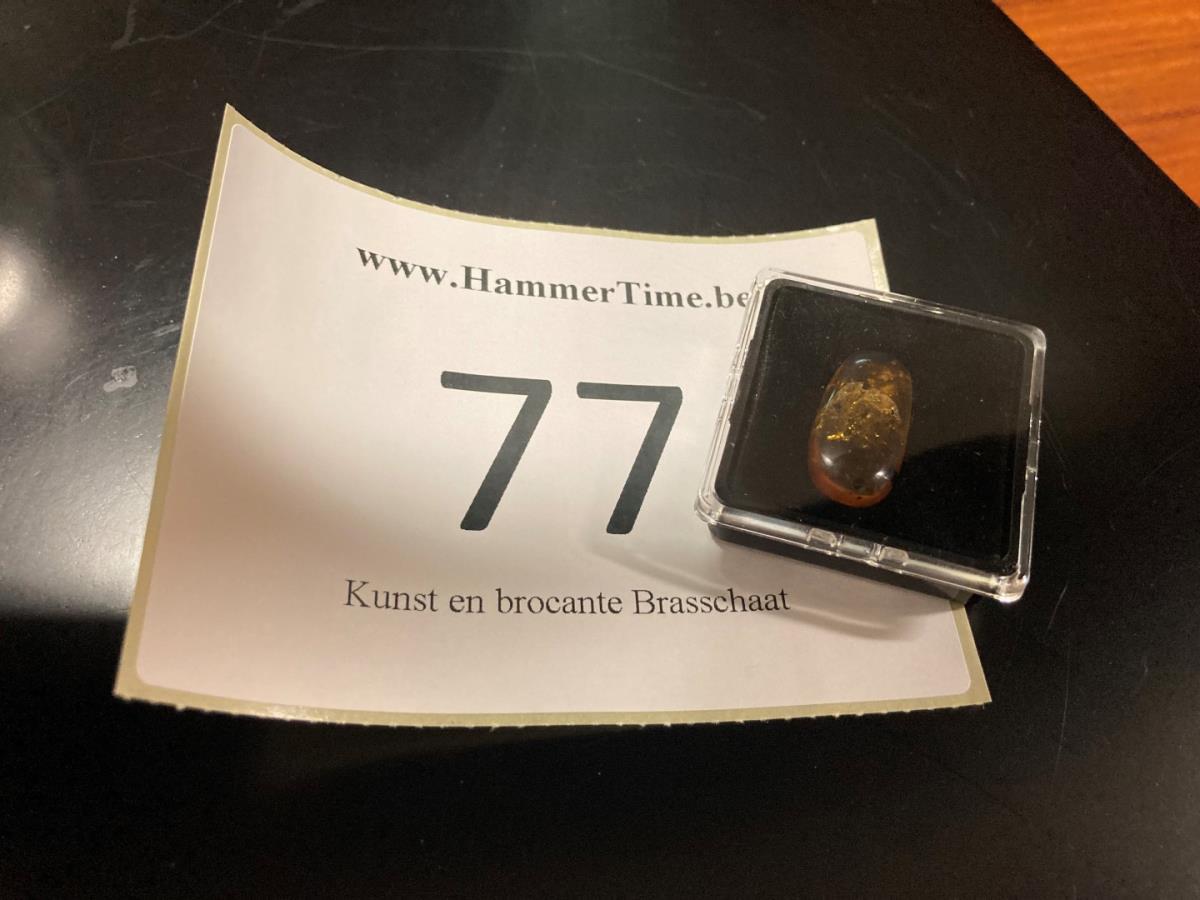 www.HammerTime.be
77
Kunst en brocante Brasschaat